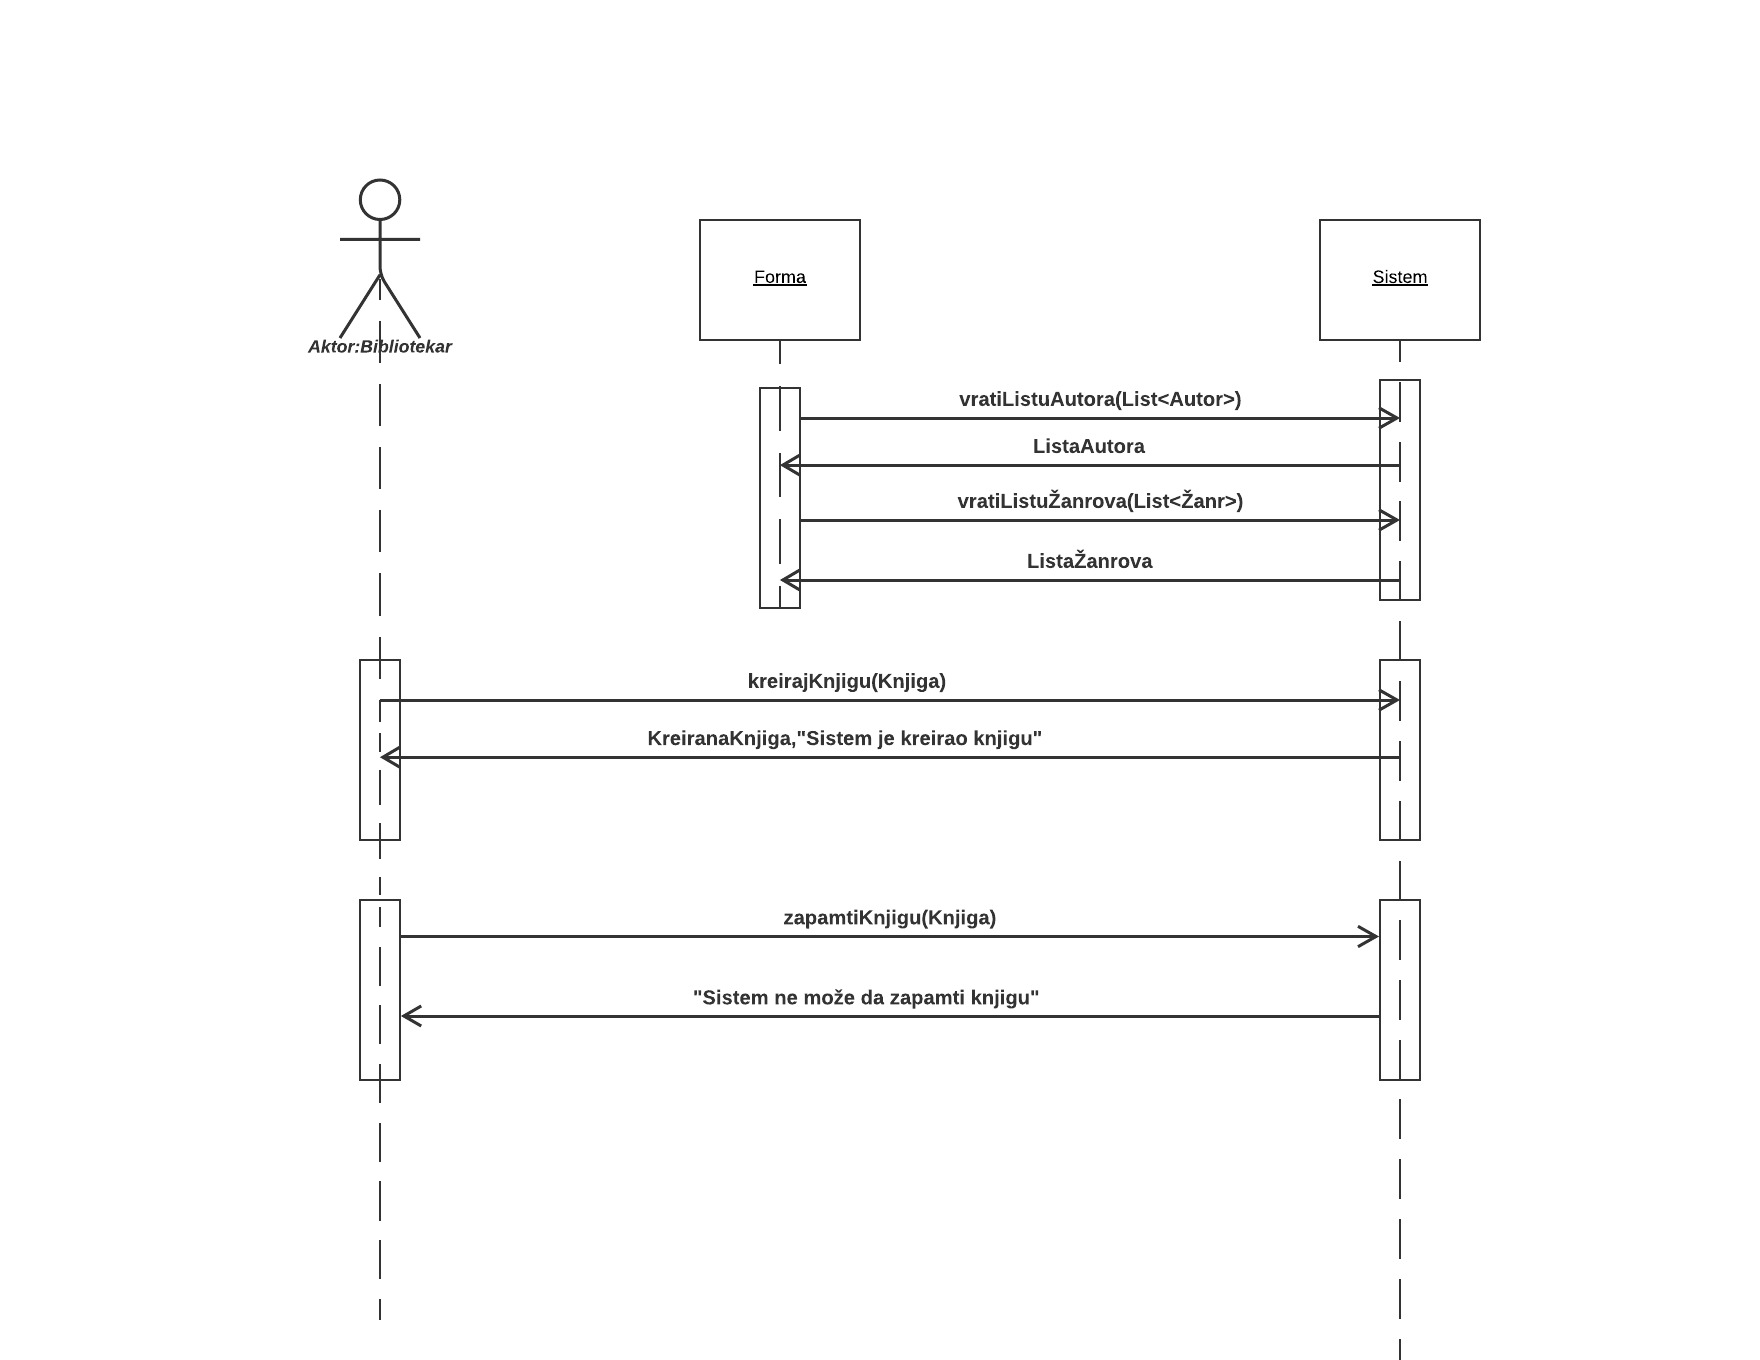 Aktor:Bibliotekar
Forma
Sistem
vratiListuAutora(List<Autor>)
ListaAutora
vratiListuŽanrova(List<Žanr>)
ListaŽanrova
kreirajKnjigu(Knjiga)
KreiranaKnjiga,"Sistem je kreirao knjigu"
zapamtiKnjigu(Knjiga)
"Sistem ne može da zapamti knjigu"